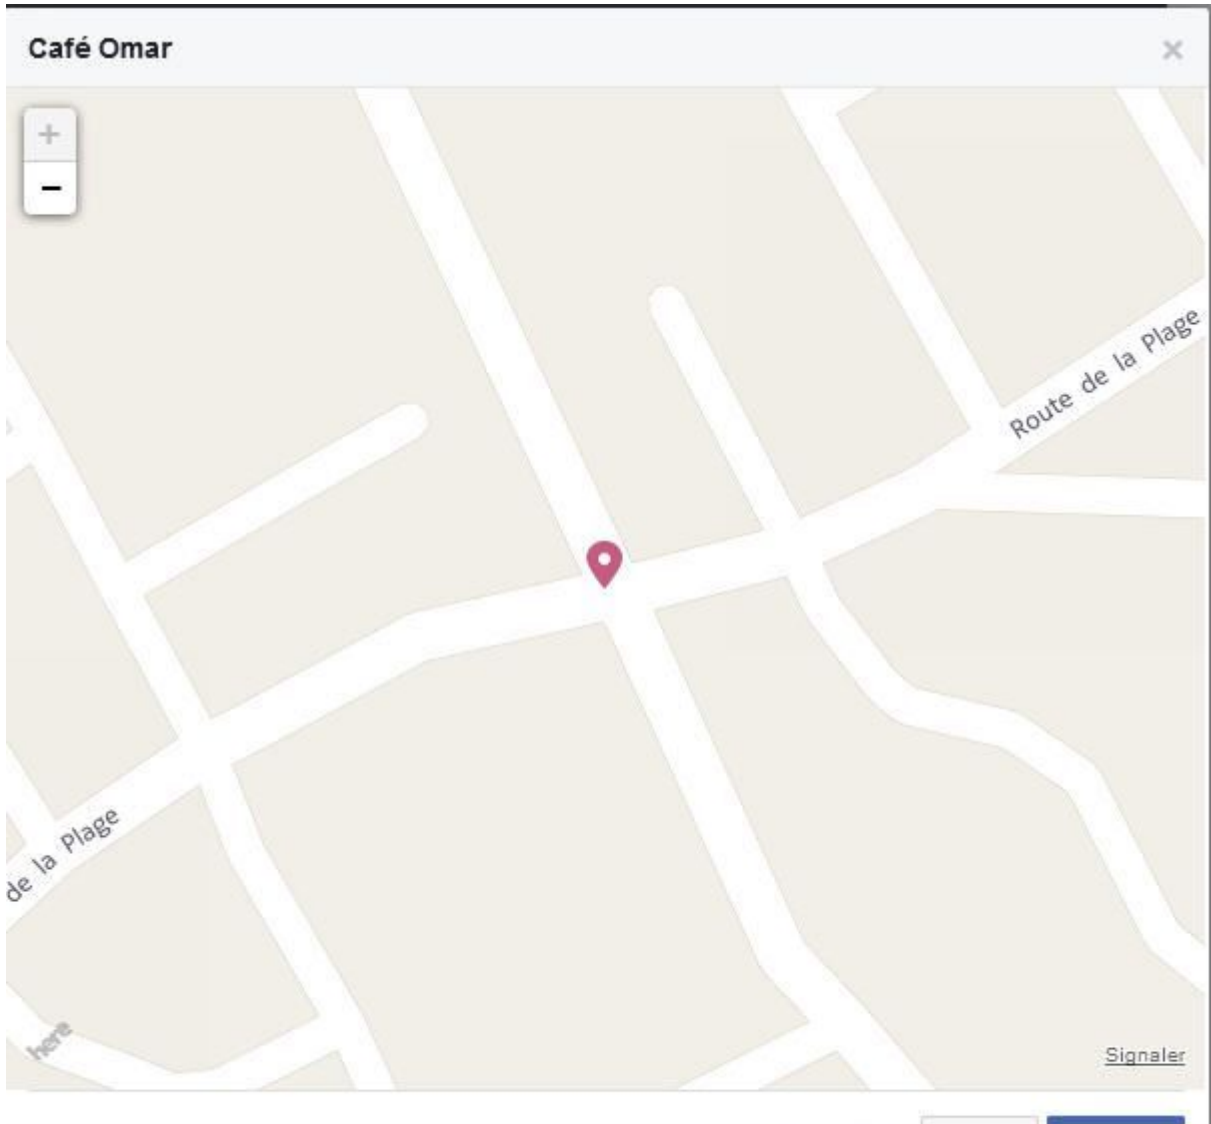 Café Omar
×
+
−
Route de la Plage
de la Plage
here
Signaler